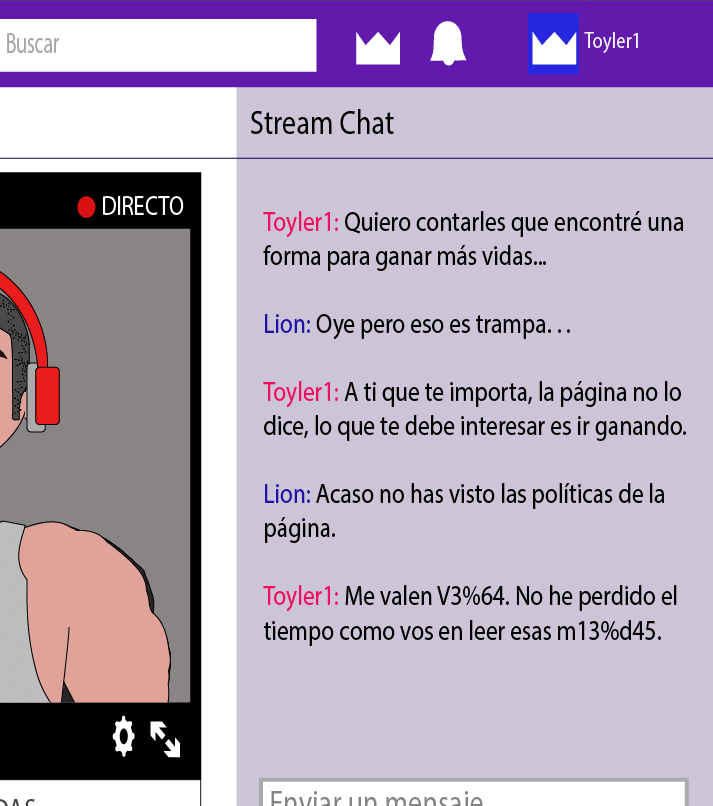 Buscar
Toyler1
Stream Chat
DIRECTO
Toyler1: Quiero contarles que encontré una
forma para ganar más vidas...
Lion: Oye pero eso es trampa. . .
Toyler1: A ti que te importa, la página no lo
dice, lo que te debe interesar es ir ganando.
Lion: Acaso no has visto las políticas de la
página.
Toyler1: Me valen V3%64. No he perdido el
tiempo como vos en leer esas m13%d45.
Enviar un mensaje